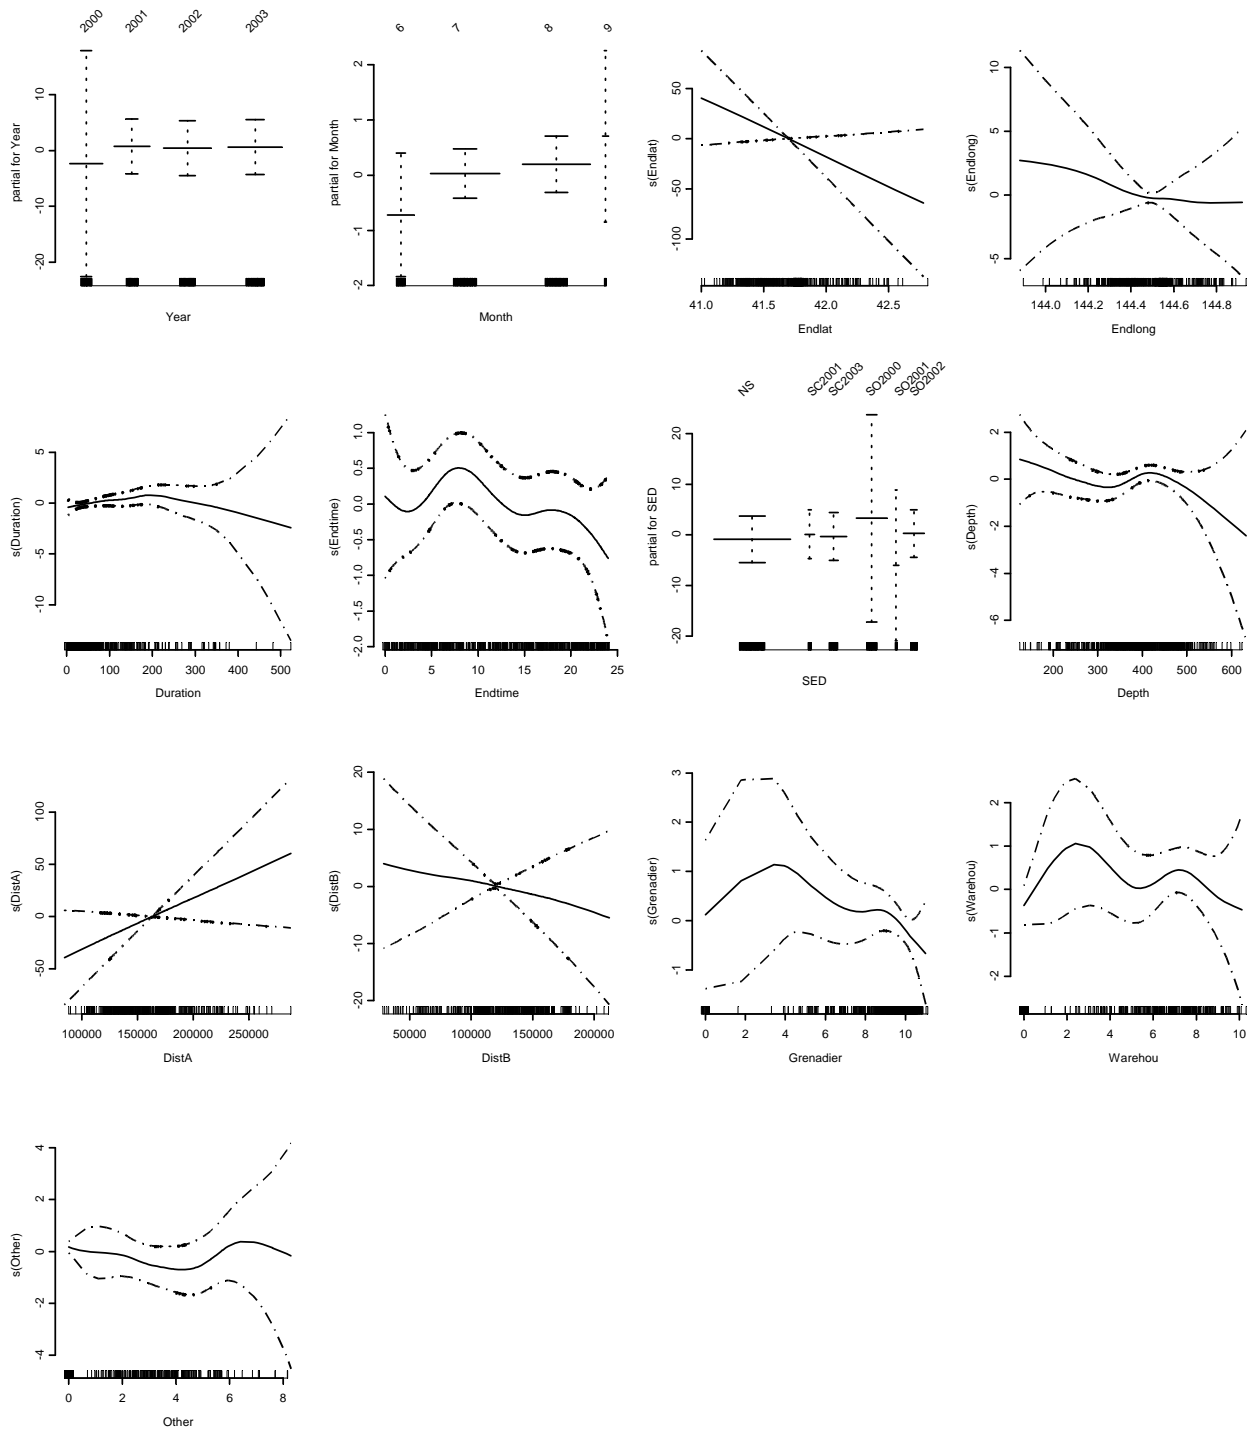 2000 2001 2002 2003
10
0
-10
-20
partial for Year
Year
6 7 8 9
2
1
0
-1
-2
partial for Month
Month
50
0
-50
-100
s(Endlat)
41.0 41.5 42.0 42.5
Endlat
10
5
0
-5
s(Endlong)
144.0 144.2 144.4 144.6 144.8
Endlong
5
0
-5
-10
s(Duration)
0 100 200 300 400 500
Duration
1.0
0.5
0.0
-0.5
-1.0
-1.5
-2.0
s(Endtime)
0 5 10 15 20 25
Endtime
NS SC2001 SC2003 SO2000 SO2001 SO2002
20
10
0
-10
-20
partial for SED
SED
2
0
-2
-4
-6
s(Depth)
200 300 400 500 600
Depth
100
50
0
-50
s(DistA)
100000 150000 200000 250000
DistA
20
10
0
-10
-20
s(DistB)
50000 100000 150000 200000
DistB
3
2
1
0
-1
s(Grenadier)
0 2 4 6 8 10
Grenadier
2
1
0
-1
-2
s(Warehou)
0 2 4 6 8 10
Warehou
4
2
0
-2
-4
s(Other)
0 2 4 6 8
Other